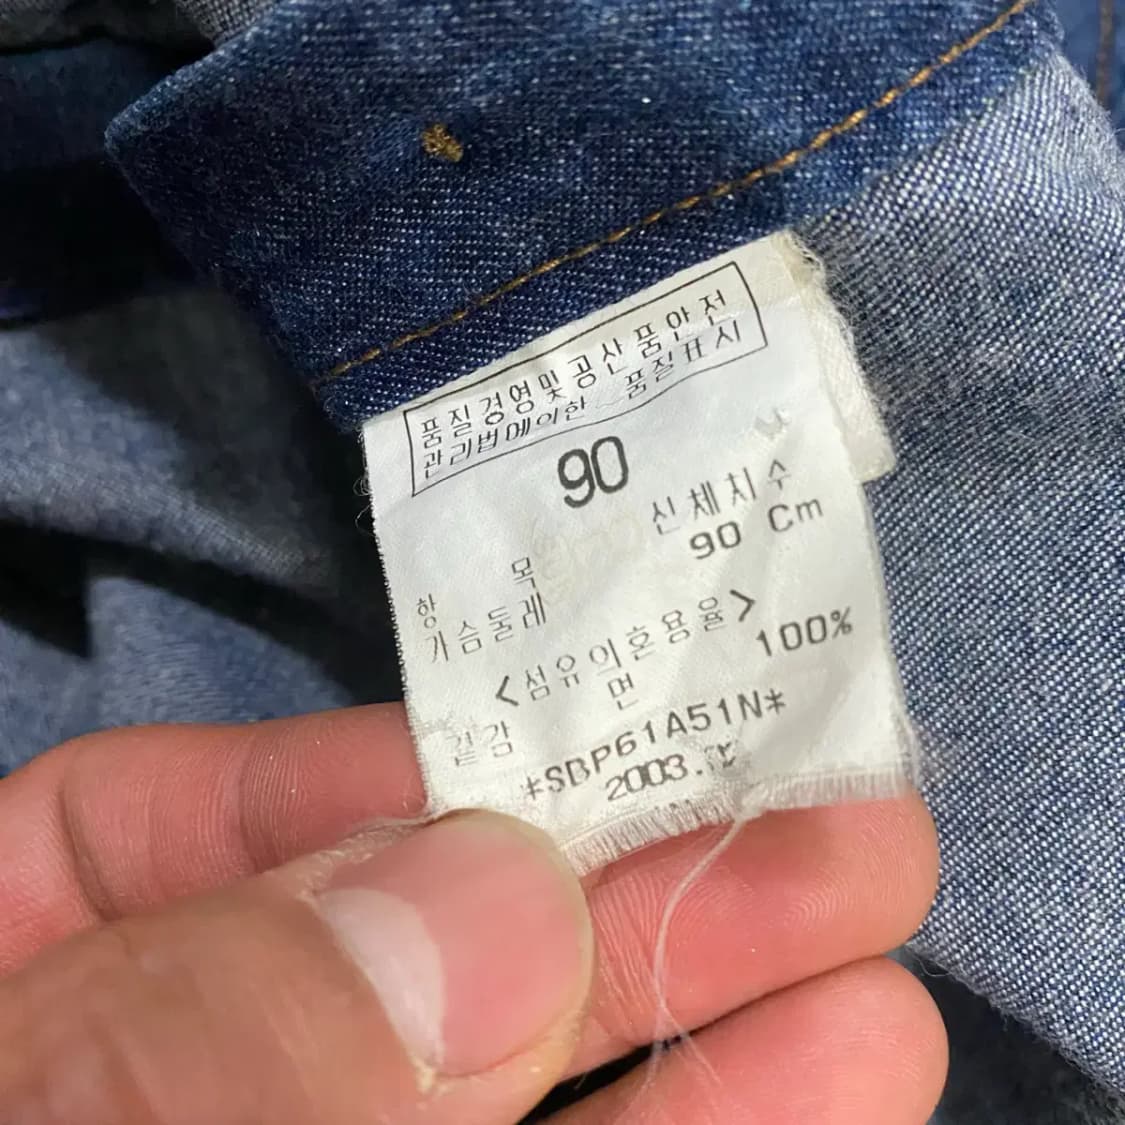 품질경영및공산품안전
관리법에의한 품질표시
90
항 목 신체치수
가슴둘레 90 Cm
<섬유의혼용율>
겉감 면 100%
*SBP61A51N*
2003.